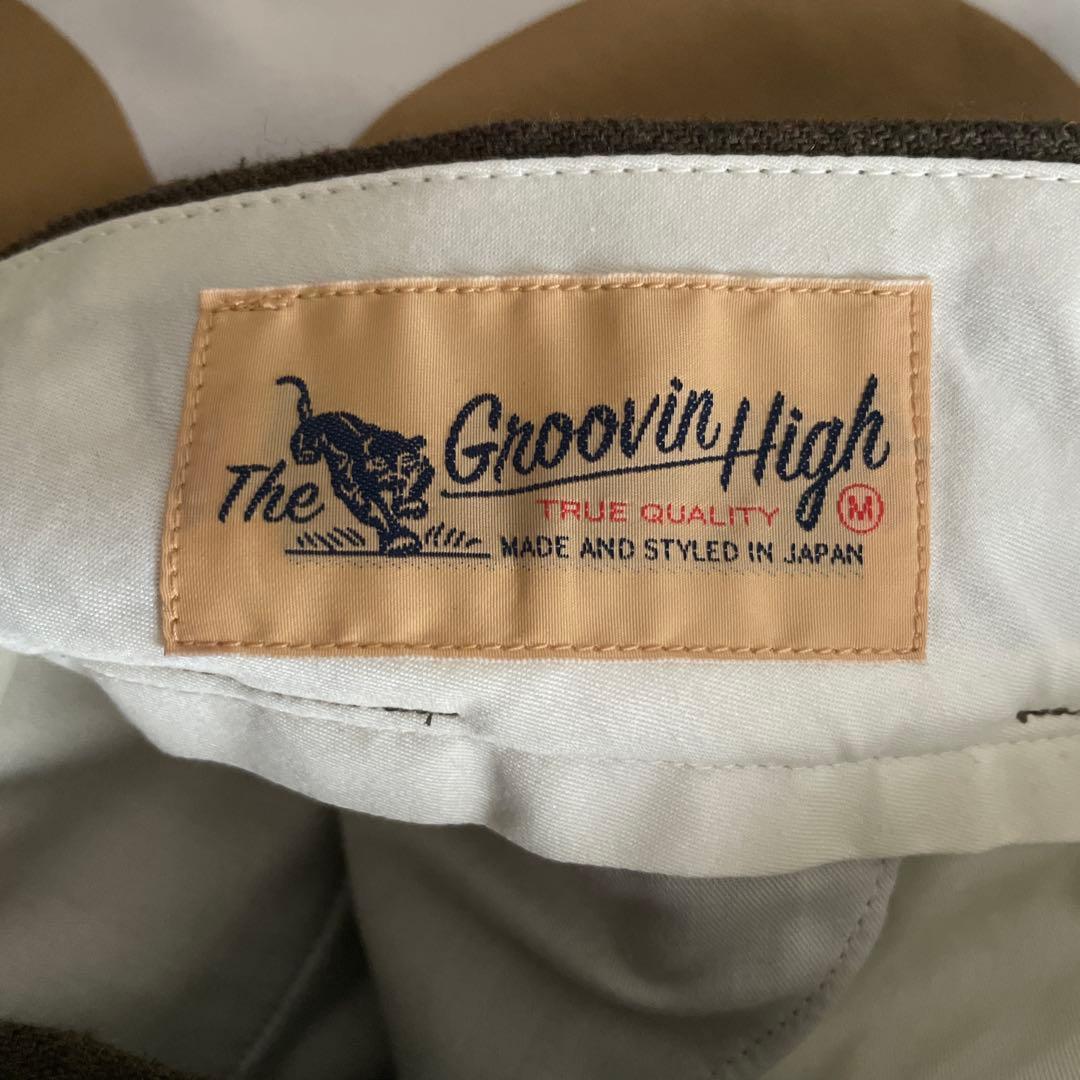 The Groovin High
TRUE QUALITY M
MADE AND STYLED IN JAPAN